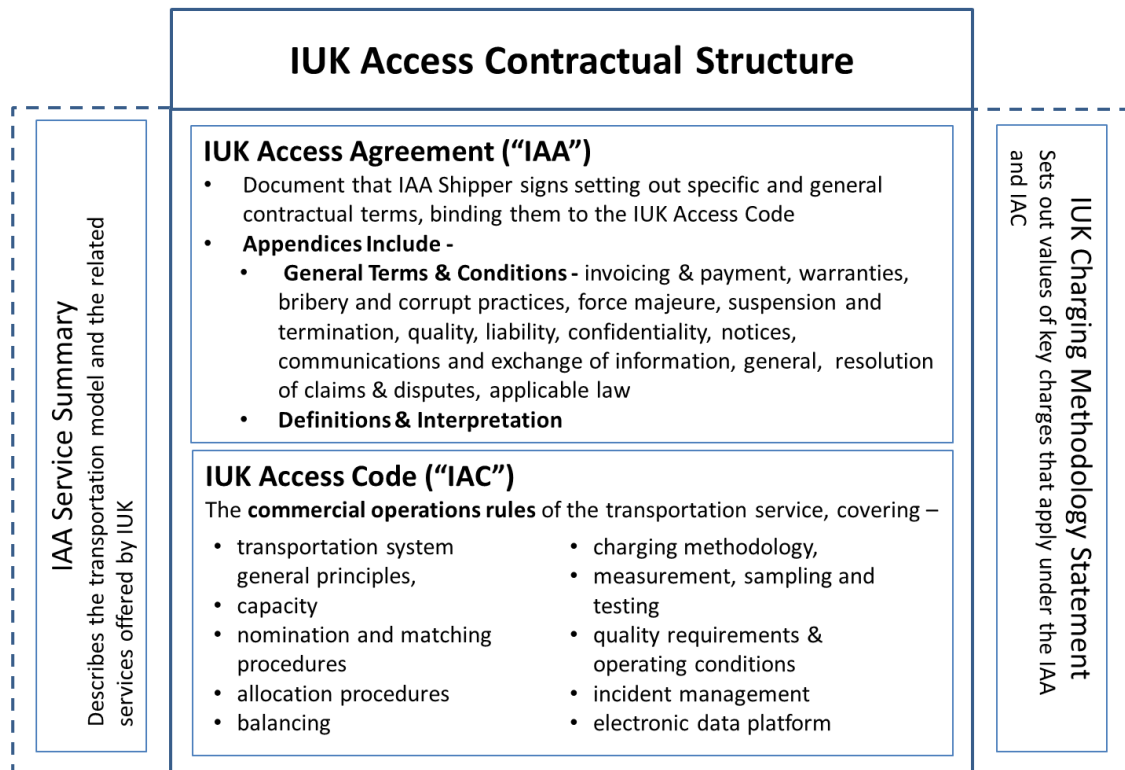 IUK Access Contractual Structure
IAA Service Summary
Describes the transportation model and the related
services offered by IUK
IUK Access Agreement (“IAA”)
• Document that IAA Shipper signs setting out specific and general
contractual terms, binding them to the IUK Access Code
• Appendices Include -
• General Terms & Conditions - invoicing & payment, warranties,
bribery and corrupt practices, force majeure, suspension and
termination, quality, liability, confidentiality, notices,
communications and exchange of information, general, resolution
of claims & disputes, applicable law
• Definitions & Interpretation
IUK Access Code (“IAC”)
The commercial operations rules of the transportation service, covering –
• transportation system
general principles,
• capacity
• nomination and matching
procedures
• allocation procedures
• balancing
• charging methodology,
• measurement, sampling and
testing
• quality requirements &
operating conditions
• incident management
• electronic data platform
IUK Charging Methodology Statement
Sets out values of key charges that apply under the IAA
and IAC